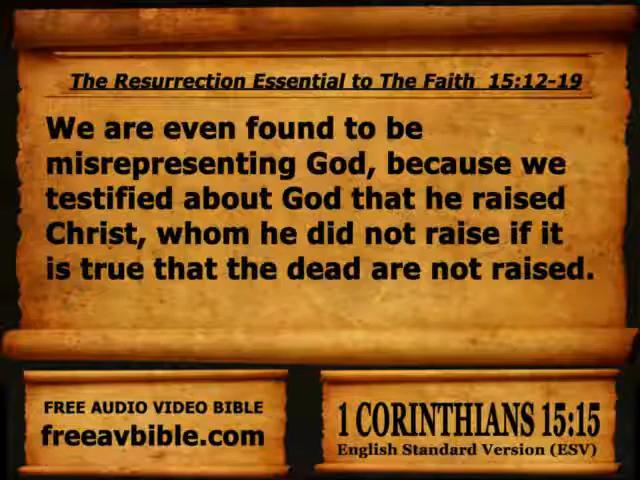 The Resurrection Essential to The Faith 15:12-19
We are even found to be
misrepresenting God, because we
testified about God that he raised
Christ, whom he did not raise if it
is true that the dead are not raised.
FREE AUDIO VIDEO BIBLE
freeavbible.com
1 CORINTHIANS 15:15
English Standard Version (ESV)